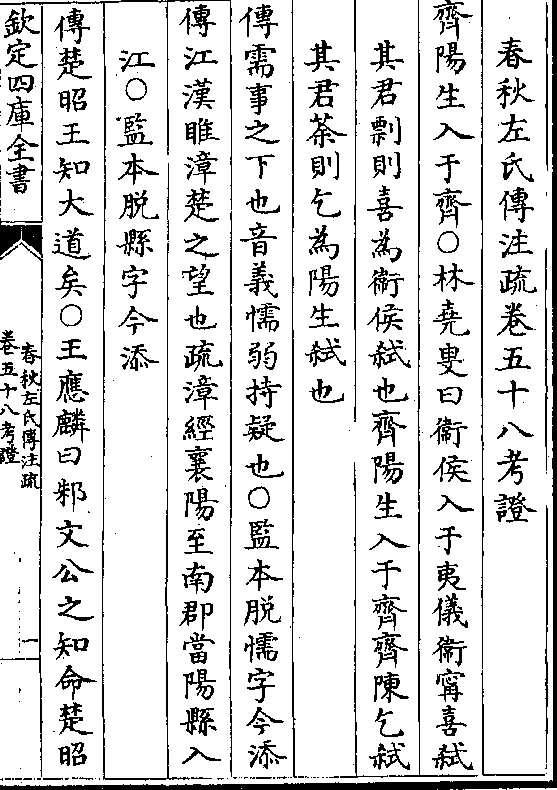 春秋左氏傳注疏卷五十八考證
齊陽生入于齊○林堯叟曰衞侯入于夷儀衞甯喜弑
其君剽則喜為衞侯弑也齊陽生入于齊齊陳乞弑
其君荼則乞為陽生弑也
傳需事之下也音義懦弱持疑也○監本脱懦字今添
傳江漢睢漳楚之望也疏漳經襄陽至南郡當陽縣入
江○監本脱縣字今添
傳楚昭王知大道矣○王應麟曰邾文公之知命楚昭
欽定四庫全書
春秋左氏傳注疏
卷五十八考證
一